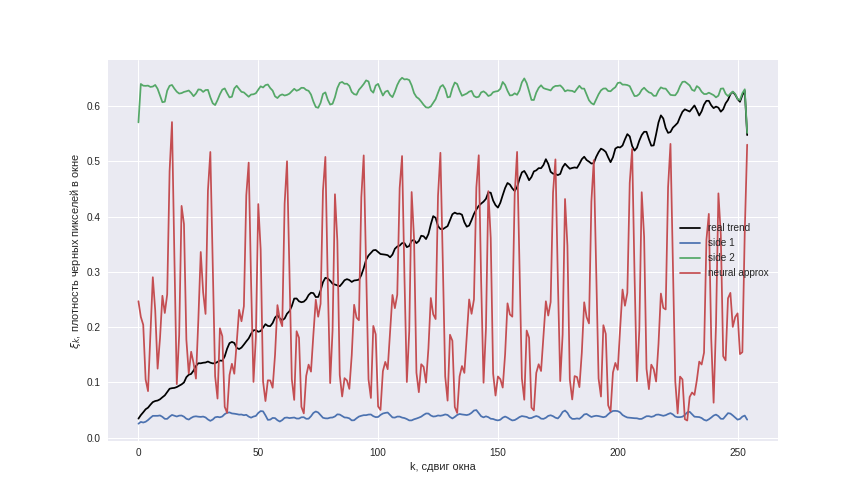 0.6
0.5
0.4
0.3
0.2
0.1
0.0
ξk, плотность черных пикселей в окне
real trend
side 1
side 2
neural approx
0 50 100 150 200 250
k, сдвиг окна